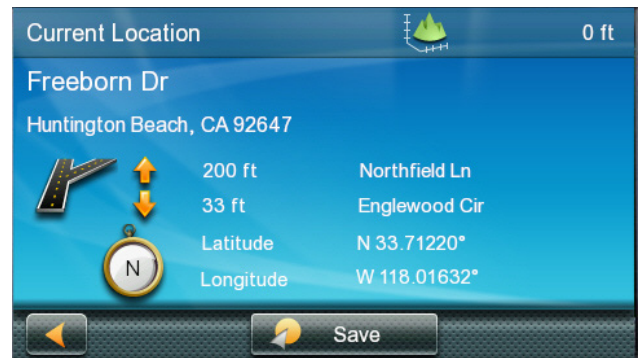 Current Location 0 ft
Freeborn Dr
Huntington Beach, CA 92647
200 ft Northfield Ln
33 ft Englewood Cir
Latitude N 33.71220°
N
Longitude W 118.01632°
Save